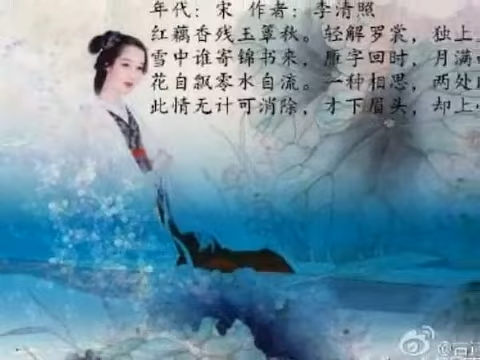 年代: 宋 作者: 李清照
红藕香残玉簟秋。轻解罗裳, 独上
雪中谁寄锦书来, 雁字回时, 月满
花自飘零水自流。一种相思, 两处
此情无计可消除, 才下眉头, 却上